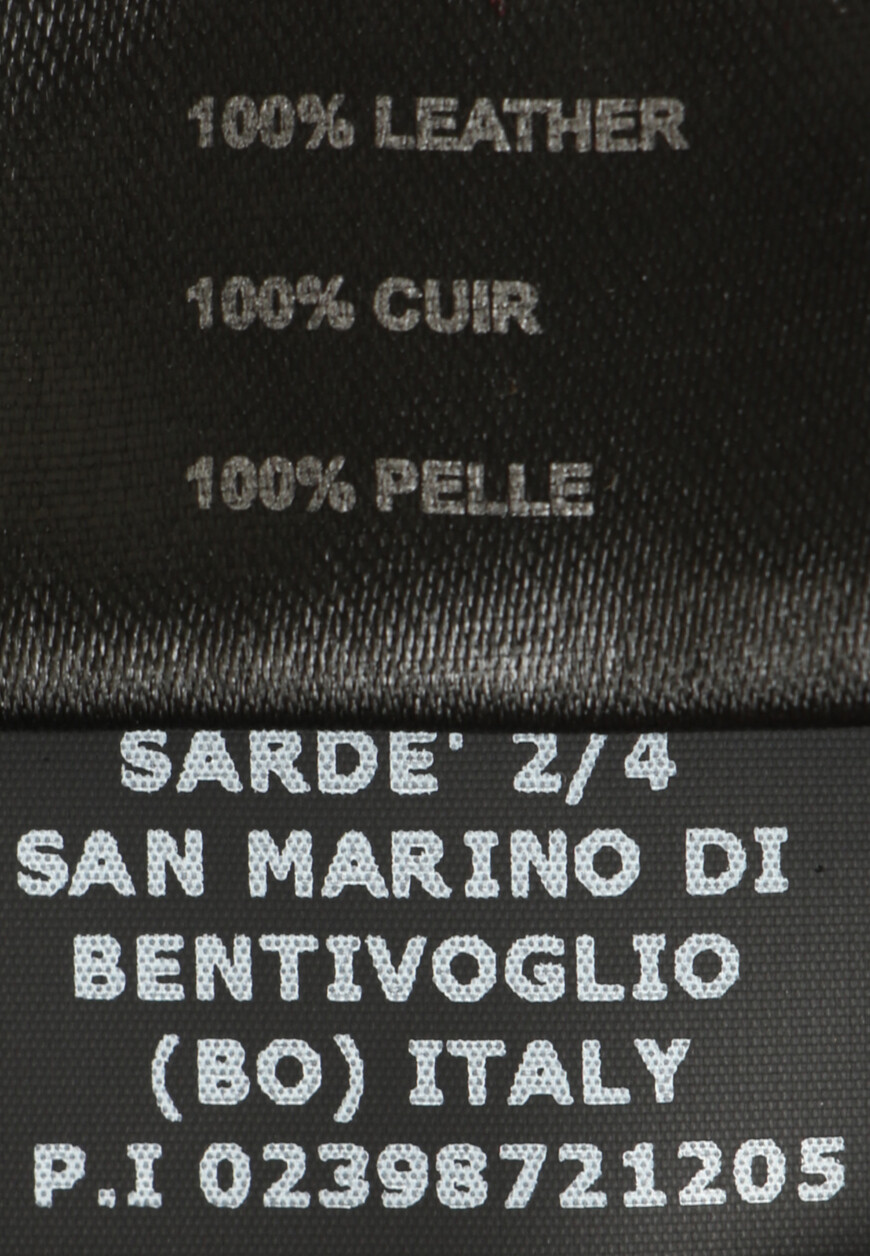 100% LEATHER
100% CUIR
100% PELLE
SARDE' 2/4
SAN MARINO DI
BENTIVOGLIO
(BO) ITALY
P.I 02398721205